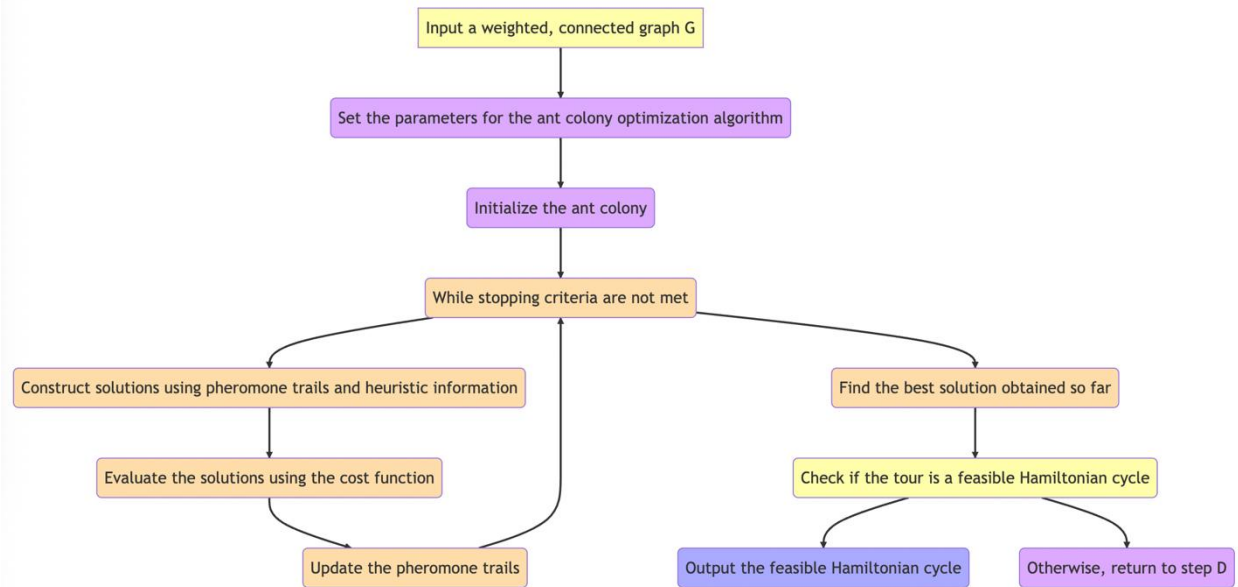 Input a weighted, connected graph G
Set the parameters for the ant colony optimization algorithm
Initialize the ant colony
While stopping criteria are not met
Construct solutions using pheromone trails and heuristic information
Find the best solution obtained so far
Evaluate the solutions using the cost function
Check if the tour is a feasible Hamiltonian cycle
Update the pheromone trails
Output the feasible Hamiltonian cycle
Otherwise, return to step D